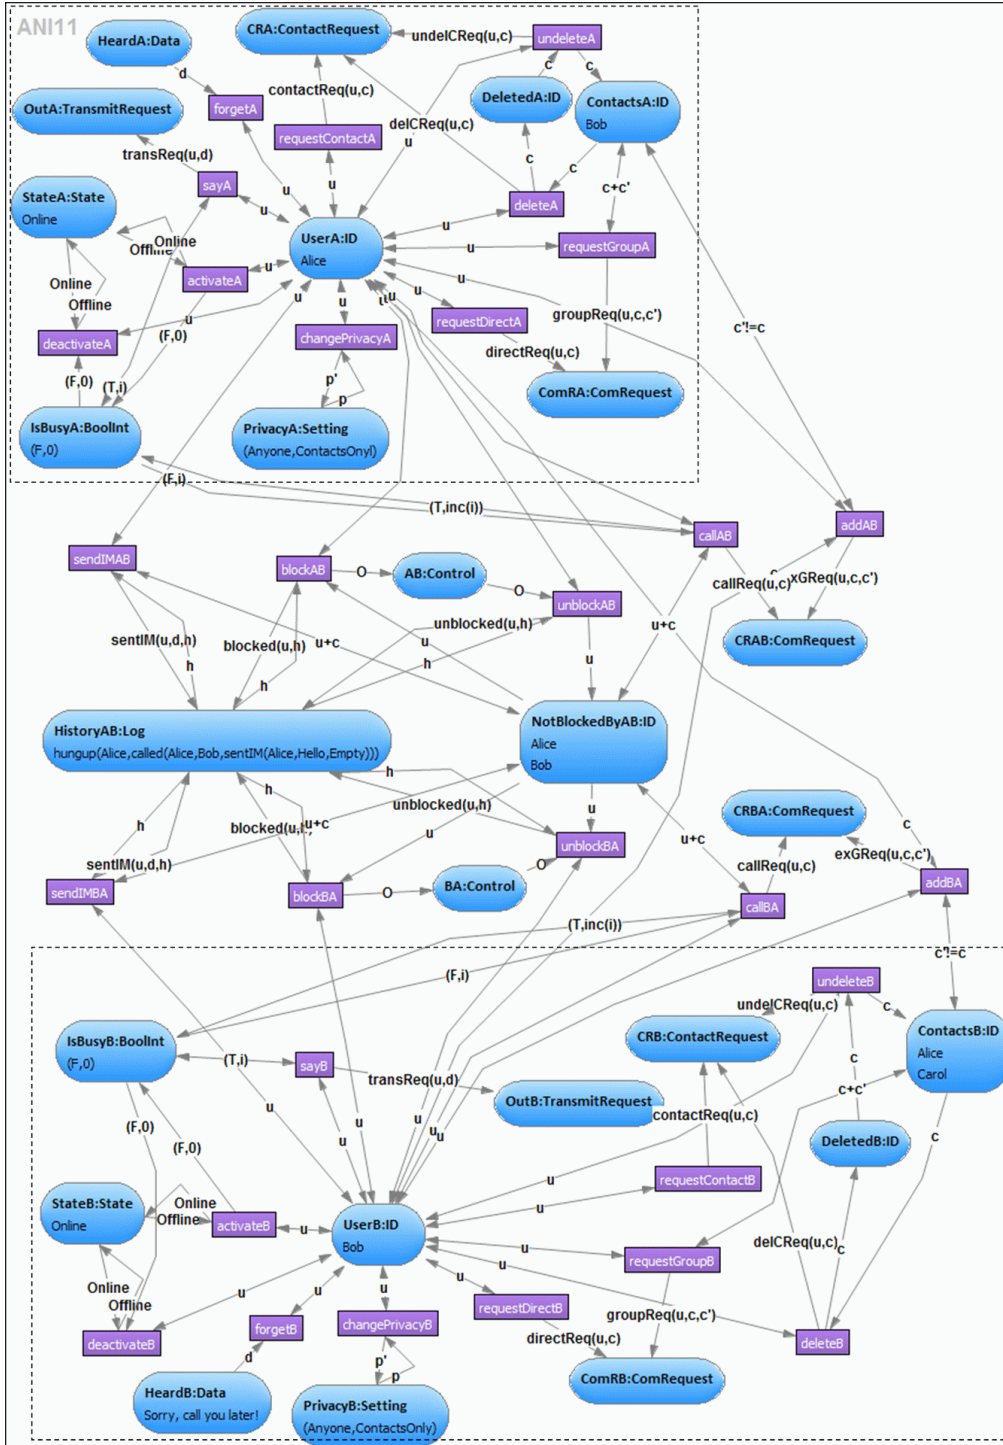 ANI11
HeardA:Data
CRA:ContactRequest
undelCReq(u,c)
undeleteA
d
c
c
contactReq(u,c)
DeletedA:ID
ContactsA:ID
Bob
OutA:TransmitRequest
forgetA
delCReq(u,c)
requestContactA
u
transReq(u,d)
c
c
sayA
u
u
c+c'
StateA:State
Online
u
u
deleteA
UserA:ID
Alice
u
requestGroupA
Online
Offline
u
activateA
u
Online
Offline
u
u
u
u
u
requestDirectA
groupReq(u,c,c')
c'!=c
deactivateA
u
(F,0)
changePrivacyA
directReq(u,c)
(F,0)
(T,i)
p'
p
ComRA:ComRequest
IsBusyA:BoolInt
(F,0)
PrivacyA:Setting
(Anyone,ContactsOnyl)
(F,i)
(T,inc(i))
addAB
callAB
sendIMAB
blockAB
O
AB:Control
O
callReq(u,c)
exGReq(u,c,c')
unblockAB
CRAB:ComRequest
unblocked(u,h)
u+c
sentIM(u,d,h)
blocked(u,h)
u+c
u
u
h
h
h
NotBlockedByAB:ID
Alice
Bob
HistoryAB:Log
hungup(Alice,called(Alice,Bob,sentIM(Alice,Hello,Empty)))
h
h
unblocked(u,h)
u
CRBA:ComRequest
h
blocked(u,h)
u+c
u
c
unblockBA
u+c
exGReq(u,c,c')
sentIM(u,d,h)
callReq(u,c)
O
sendIMBA
blockBA
O
BA:Control
addBA
callBA
(T,inc(i))
c'!=c
(F,i)
undeleteB
undelCReq(u,c)
c
IsBusyB:BoolInt
(F,0)
CRB:ContactRequest
ContactsB:ID
Alice
Carol
(T,i)
sayB
c
transReq(u,d)
c+c'
u
OutB:TransmitRequest
contactReq(u,c)
(F,0)
u
u
u
u
u
DeletedB:ID
c
(F,0)
requestContactB
StateB:State
Online
Online
Offline
activateB
u
UserB:ID
Bob
u
u
delCReq(u,c)
c
u
requestGroupB
u
Online
Offline
u
u
u
u
requestDirectB
groupReq(u,c,c')
deactivateB
forgetB
changePrivacyB
directReq(u,c)
deleteB
d
p'
p
HeardB:Data
Sorry, call you later!
PrivacyB:Setting
(Anyone,ContactsOnly)
ComRB:ComRequest